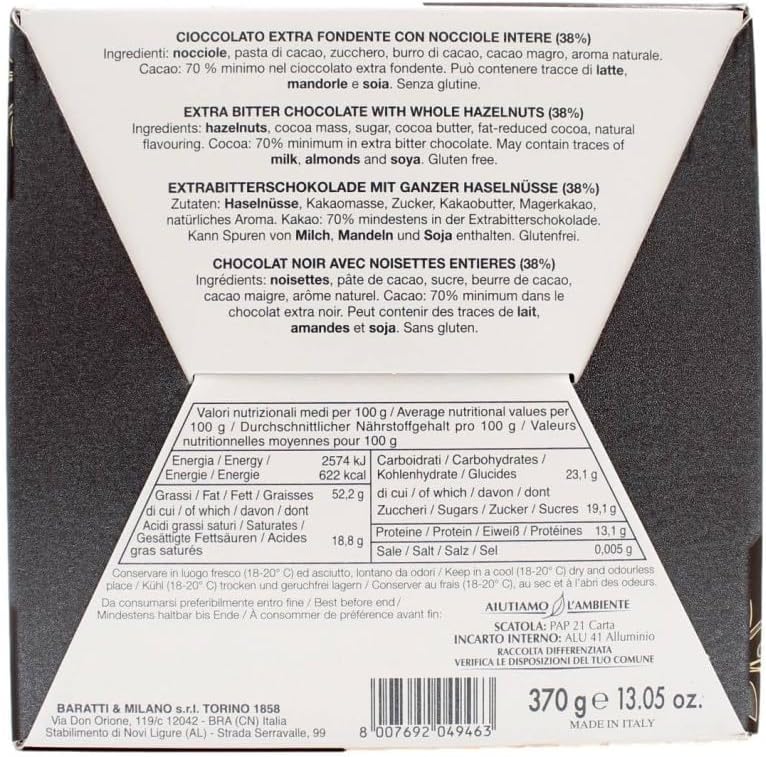 CIOCCOLATO EXTRA FONDENTE CON NOCCIOLE INTERE (38%)
Ingredienti: nocciole, pasta di cacao, zucchero, burro di cacao, cacao magro, aroma naturale.
Cacao: 70 % minimo nel cioccolato extra fondente. Può contenere tracce di latte,
mandorle e soia. Senza glutine.
EXTRA BITTER CHOCOLATE WITH WHOLE HAZELNUTS (38%)
Ingredients: hazelnuts, cocoa mass, sugar, cocoa butter, fat-reduced cocoa, natural
flavouring. Cocoa: 70% minimum in extra bitter chocolate. May contain traces of
milk, almonds and soya. Gluten free.
EXTRABITTERSCHOKOLADE MIT GANZER HASELNÜSSE (38%)
Zutaten: Haselnüsse, Kakaomasse, Zucker, Kakaobutter, Magerkakao,
natürliches Aroma. Kakao: 70% mindestens in der Extrabitterschokolade.
Kann Spuren von Milch, Mandeln und Soja enthalten. Glutenfrei.
CHOCOLAT NOIR AVEC NOISETTES ENTIERES (38%)
Ingrédients: noisettes, pâte de cacao, sucre, beurre de cacao,
cacao maigre, arôme naturel. Cacao: 70% minimum dans le
chocolat extra noir. Peut contenir des traces de lait,
amandes et soja. Sans gluten.
Valori nutrizionali medi per 100 g / Average nutritional values per
100 g / Durchschnittlicher Nährstoffgehalt pro 100 g / Valeurs
nutritionnelles moyennes pour 100 g
Energia / Energy / 2574 kJ
Energie / Energie 622 kcal
Grassi / Fat / Fett / Graisses 52,2 g
di cui / of which / davon / dont
Acidi grassi saturi / Saturates /
Gesättigte Fettsäuren / Acides 18,8 g
gras saturés
Carboidrati / Carbohydrates /
Kohlenhydrate / Glucides 23,1 g
di cui / of which / davon / dont
Zuccheri / Sugars / Zucker / Sucres 19,1 g
Proteine / Protein / Eiweiß / Protéines 13,1 g
Sale / Salt / Salz / Sel 0,005 g
Conservare in luogo fresco (18-20° C) ed asciutto, lontano da odori / Keep in a cool (18-20° C) dry and odourless
place / Kühl (18-20° C) trocken und geruchfrei lagern / Conserver au frais (18-20° C), au sec et à l'abri des odeurs.
Da consumarsi preferibilmente entro fine / Best before end /
Mindestens haltbar bis Ende / À consommer de préférence avant fin:
AIUTIAMO L'AMBIENTE
SCATOLA: PAP 21 Carta
INCARTO INTERNO: ALU 41 Alluminio
RACCOLTA DIFFERENZIATA
VERIFICA LE DISPOSIZIONI DEL TUO COMUNE
BARATTI & MILANO s.r.l. TORINO 1858
Via Don Orione, 119/c 12042 - BRA (CN) Italia
Stabilimento di Novi Ligure (AL) - Strada Serravalle, 99
8 007692 049463
370 g e 13.05 oz.
MADE IN ITALY